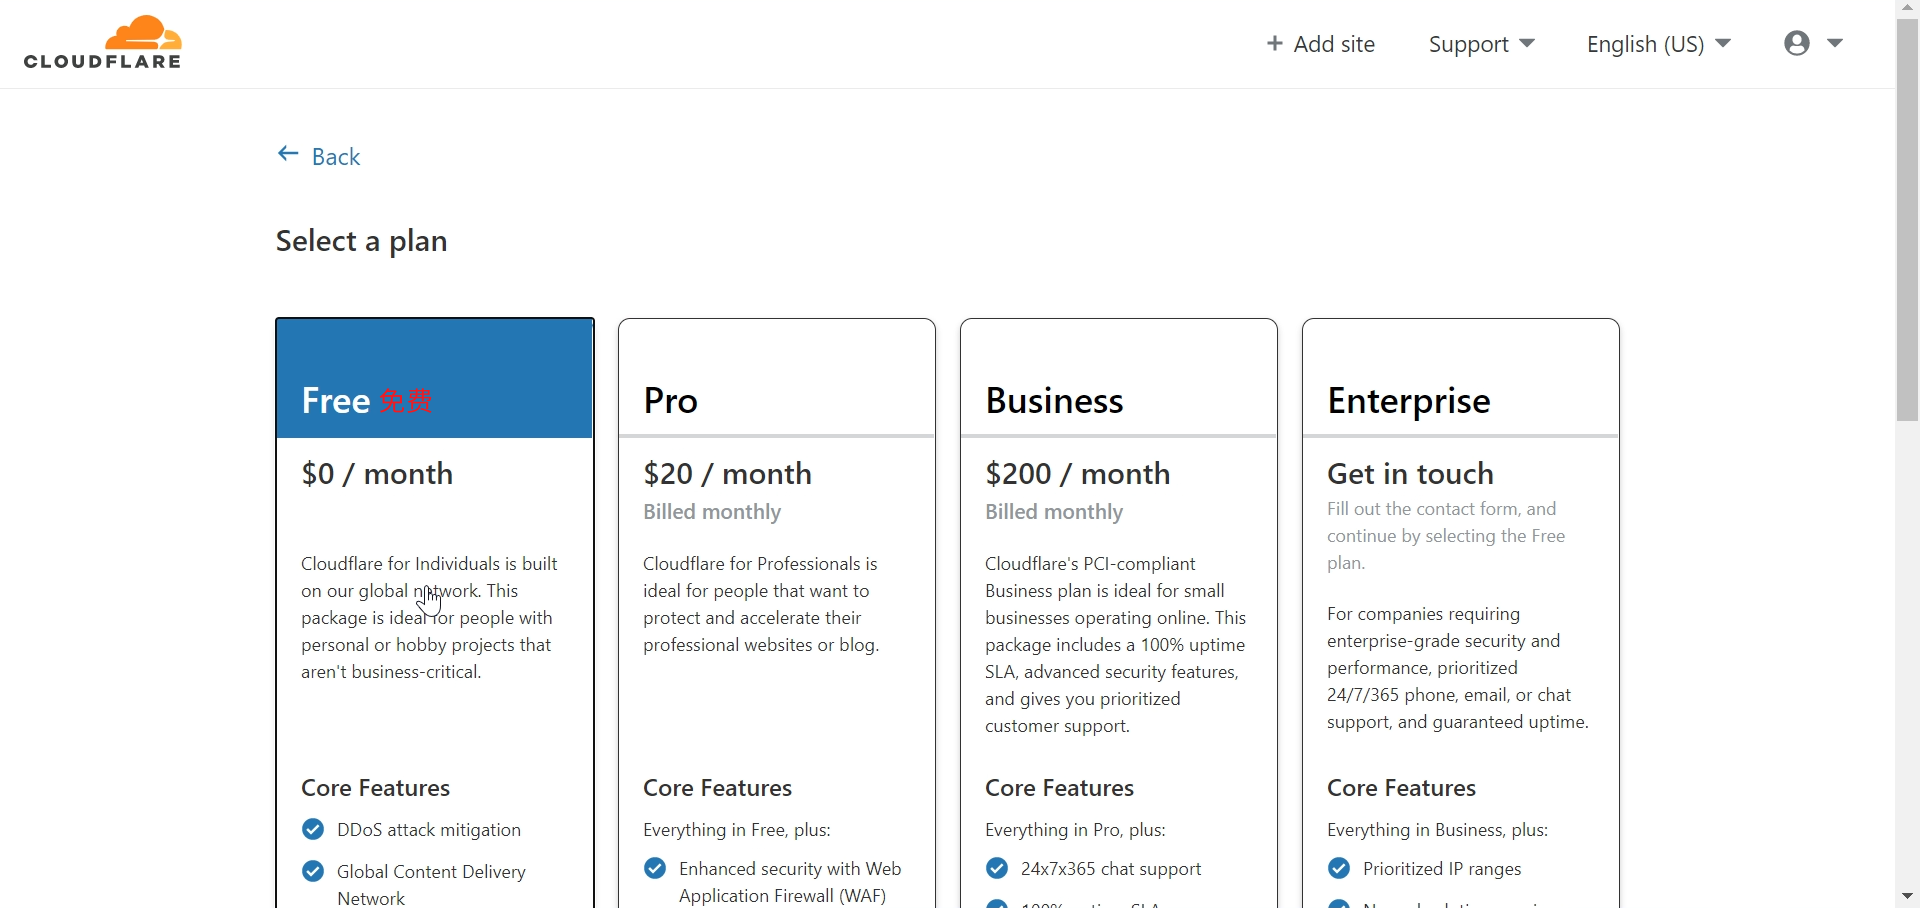 CLOUDFLARE
+ Add site
Support
English (US)
← Back
Select a plan
Free 免费
$0 / month
Cloudflare for Individuals is built
on our global network. This
package is ideal for people with
personal or hobby projects that
aren't business-critical.
Core Features
DDoS attack mitigation
Global Content Delivery
Network
Pro
$20 / month
Billed monthly
Cloudflare for Professionals is
ideal for people that want to
protect and accelerate their
professional websites or blog.
Core Features
Everything in Free, plus:
Enhanced security with Web
Application Firewall (WAF)
Business
$200 / month
Billed monthly
Cloudflare's PCI-compliant
Business plan is ideal for small
businesses operating online. This
package includes a 100% uptime
SLA, advanced security features,
and gives you prioritized
customer support.
Core Features
Everything in Pro, plus:
24x7x365 chat support
Enterprise
Get in touch
Fill out the contact form, and
continue by selecting the Free
plan.
For companies requiring
enterprise-grade security and
performance, prioritized
24/7/365 phone, email, or chat
support, and guaranteed uptime.
Core Features
Everything in Business, plus:
Prioritized IP ranges